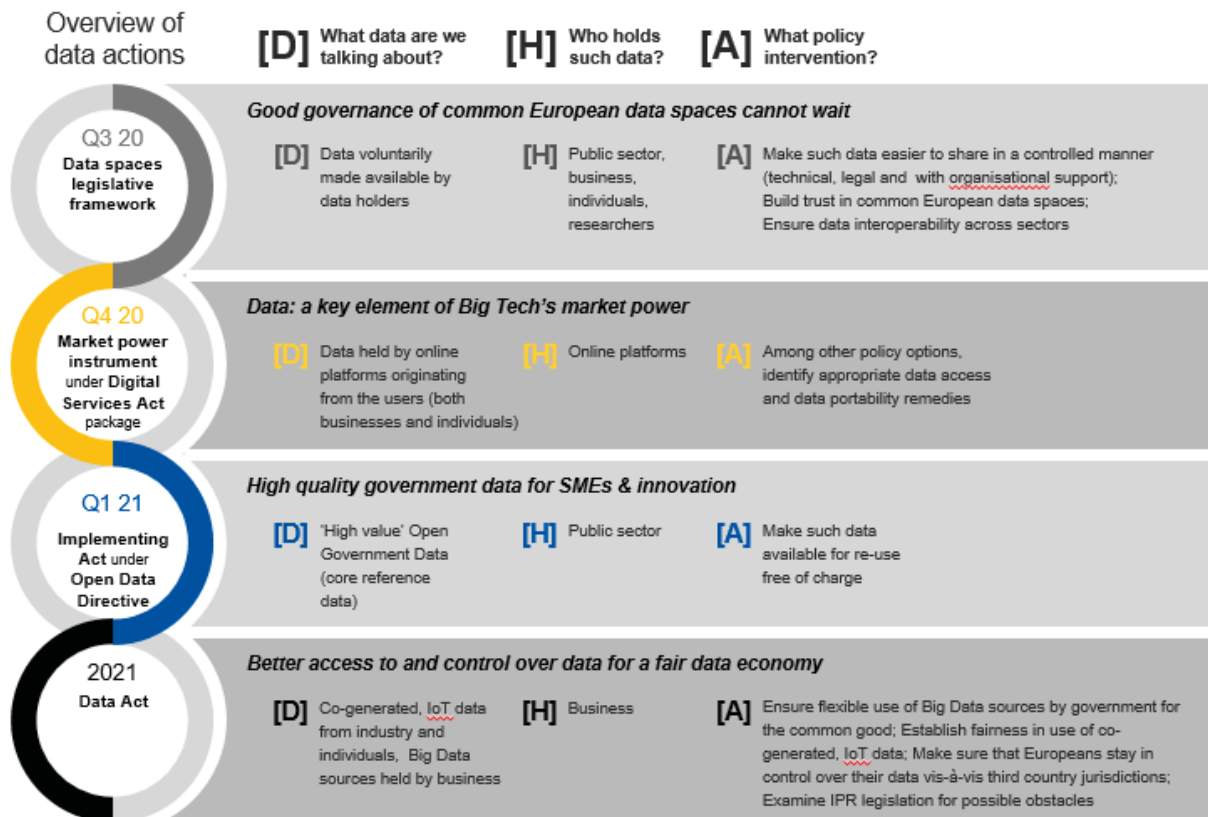 Overview of
data actions
[D] What data are we
talking about?
[H] Who holds
such data?
[A] What policy
intervention?
Q3 20
Data spaces
legislative
framework
Good governance of common European data spaces cannot wait
[D] Data voluntarily
made available by
data holders
[H] Public sector,
business,
individuals,
researchers
[A] Make such data easier to share in a controlled manner
(technical, legal and  with organisational support);
Build trust in common European data spaces;
Ensure data interoperability across sectors
Q4 20
Market power
instrument
under Digital
Services Act
package
Data: a key element of Big Tech's market power
[D] Data held by online
platforms originating
from the users (both
businesses and individuals)
[H] Online platforms
[A] Among other policy options,
identify appropriate data access
and data portability remedies
Q1 21
Implementing
Act under
Open Data
Directive
High quality government data for SMEs & innovation
[D] 'High value' Open
Government Data
(core reference
data)
[H] Public sector
[A] Make such data
available for re-use
free of charge
2021
Data Act
Better access to and control over data for a fair data economy
[D] Co-generated, IoT data
from industry and
individuals,  Big Data
sources held by business
[H] Business
[A] Ensure flexible use of Big Data sources by government for
the common good; Establish fairness in use of co-
generated, IoT data; Make sure that Europeans stay in
control over their data vis-à-vis third country jurisdictions;
Examine IPR legislation for possible obstacles